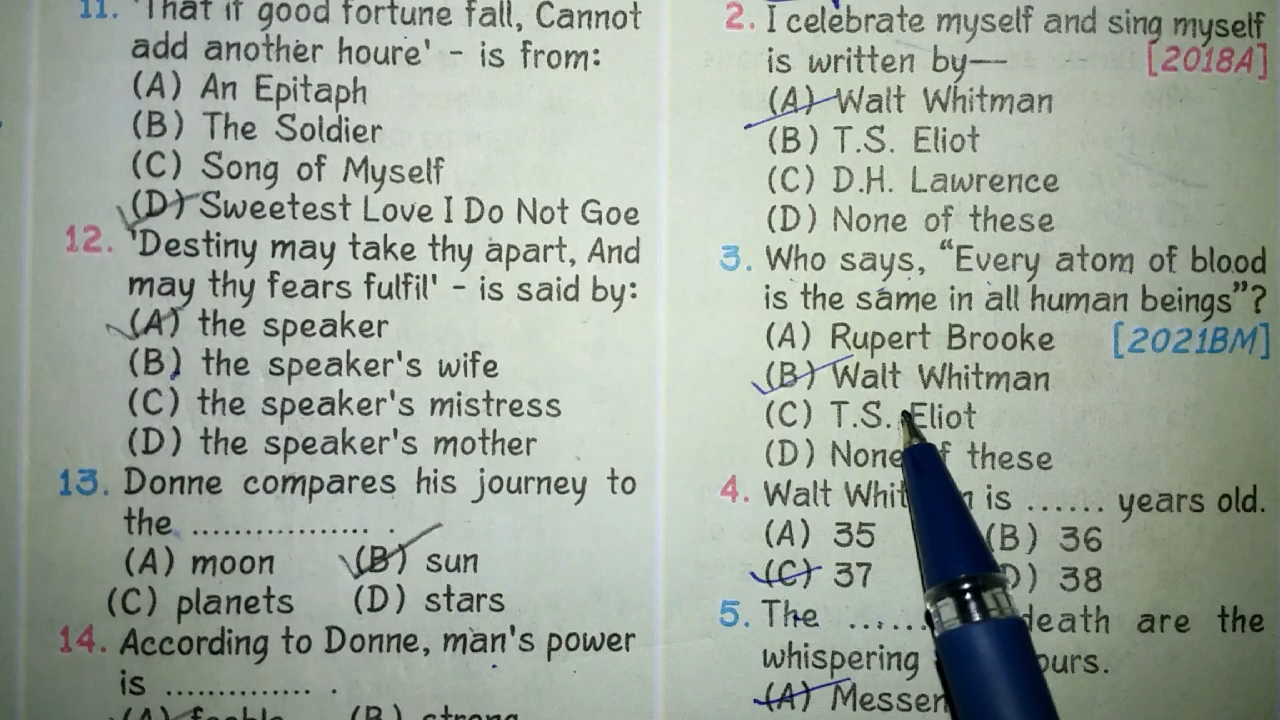 11. 'That if good fortune fall, Cannot
add another houre' - is from:
(A) An Epitaph
(B) The Soldier
(C) Song of Myself
(D) Sweetest Love I Do Not Goe
12. 'Destiny may take thy apart, And
may thy fears fulfil' - is said by:
(A) the speaker
(B) the speaker's wife
(C) the speaker's mistress
(D) the speaker's mother
13. Donne compares his journey to
the ................... .
(A) moon (B) sun
(C) planets (D) stars
14. According to Donne, man's power
is .............. .
(A) feeble (B) strong
2. I celebrate myself and sing myself
is written by— [2018A]
(A) Walt Whitman
(B) T.S. Eliot
(C) D.H. Lawrence
(D) None of these
3. Who says, “Every atom of blood
is the same in all human beings”?
(A) Rupert Brooke [2021BM]
(B) Walt Whitman
(C) T.S. Eliot
(D) None of these
4. Walt Whit n is ...... years old.
(A) 35 (B) 36
(C) 37 D) 38
5. The ...... death are the
whispering ours.
(A) Messen